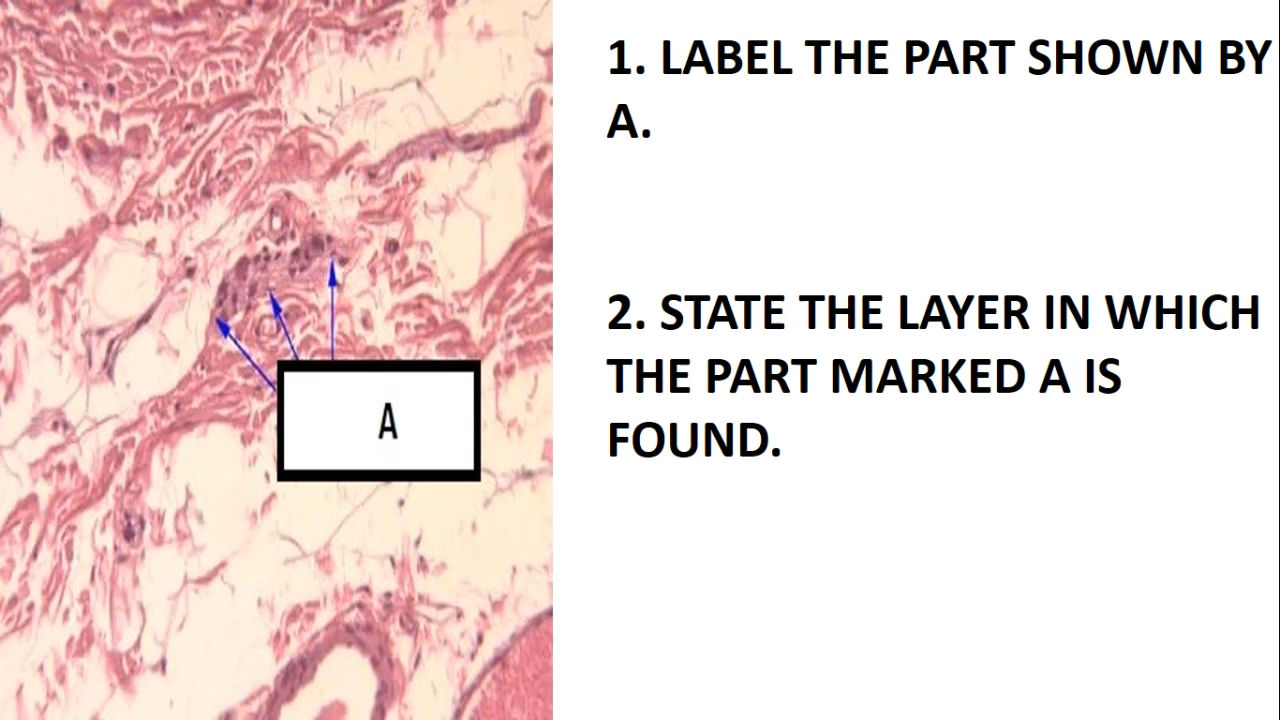 1. LABEL THE PART SHOWN BY
A.
2. STATE THE LAYER IN WHICH
THE PART MARKED A IS
FOUND.
A